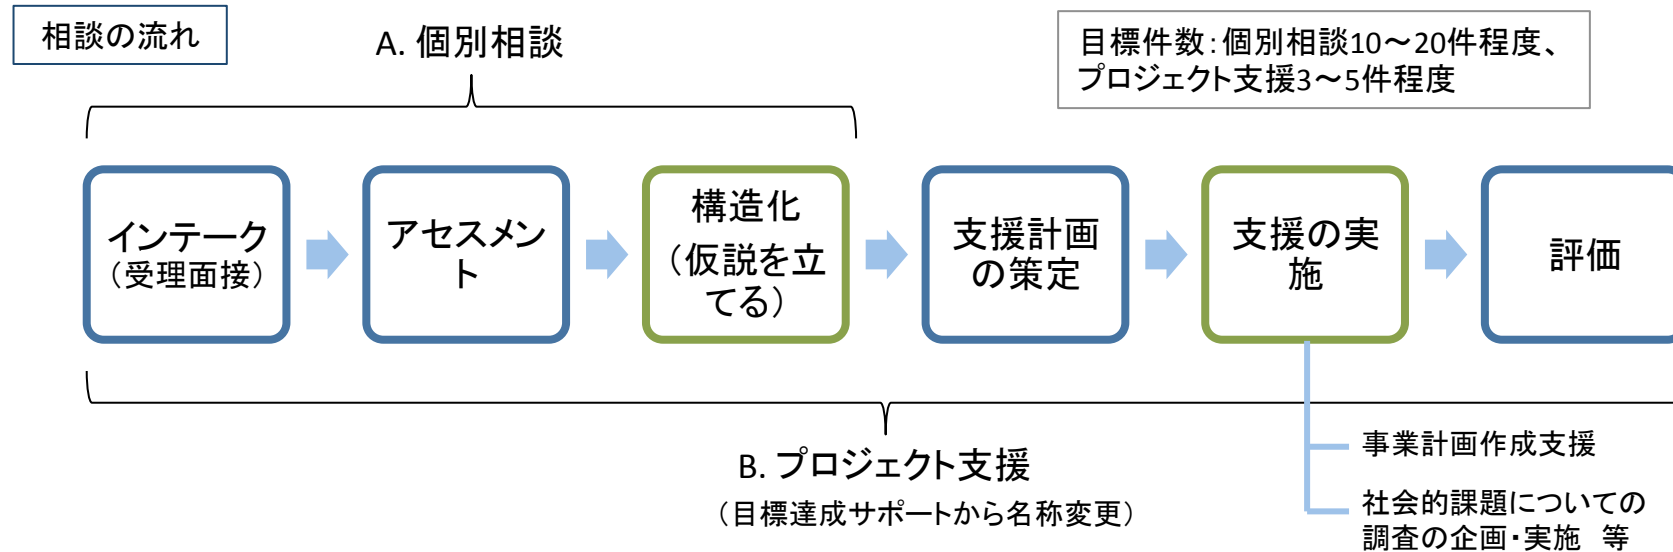 相談の流れ
A. 個別相談
目標件数：個別相談10～20件程度、
プロジェクト支援3～5件程度
インテーク
（受理面接）
アセスメン
ト
構造化
（仮説を立
てる）
支援計画
の策定
支援の実
施
評価
B. プロジェクト支援
（目標達成サポートから名称変更）
事業計画作成支援
社会的課題についての
調査の企画・実施　等